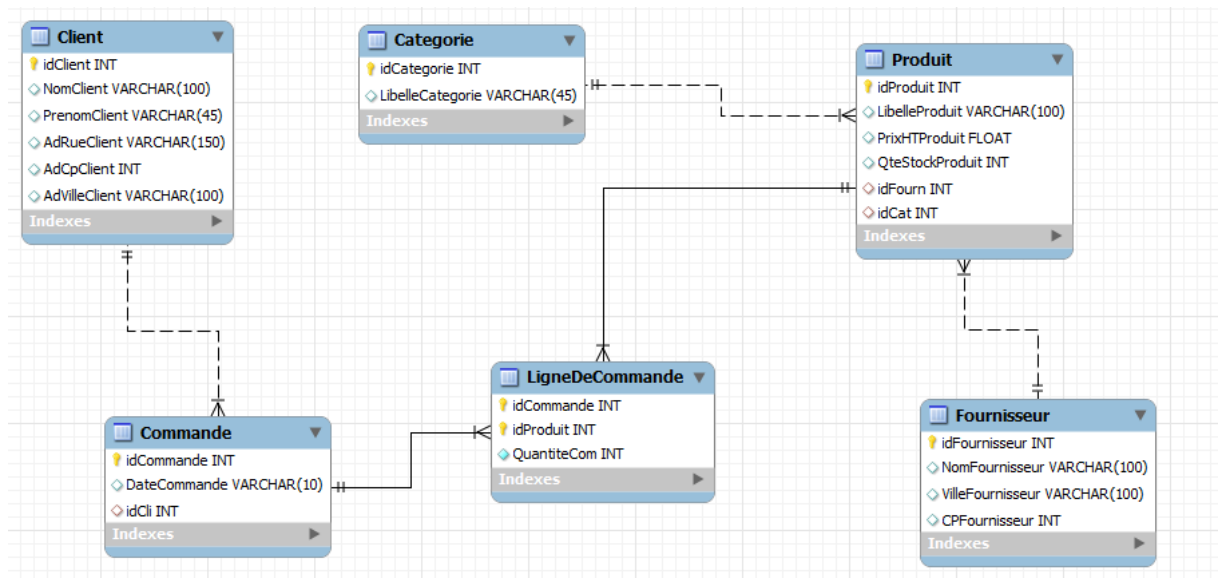 Client
idClient INT
NomClient VARCHAR(100)
PrenomClient VARCHAR(45)
AdRueClient VARCHAR(150)
AdCpClient INT
AdVilleClient VARCHAR(100)
Indexes
Categorie
idCategorie INT
LibelleCategorie VARCHAR(45)
Indexes
Produit
idProduit INT
LibelleProduit VARCHAR(100)
PrixHTProduit FLOAT
QteStockProduit INT
idFourn INT
idCat INT
Indexes
Commande
idCommande INT
DateCommande VARCHAR(10)
idCli INT
Indexes
LigneDeCommande
idCommande INT
idProduit INT
QuantiteCom INT
Indexes
Fournisseur
idFournisseur INT
NomFournisseur VARCHAR(100)
VilleFournisseur VARCHAR(100)
CPFournisseur INT
Indexes